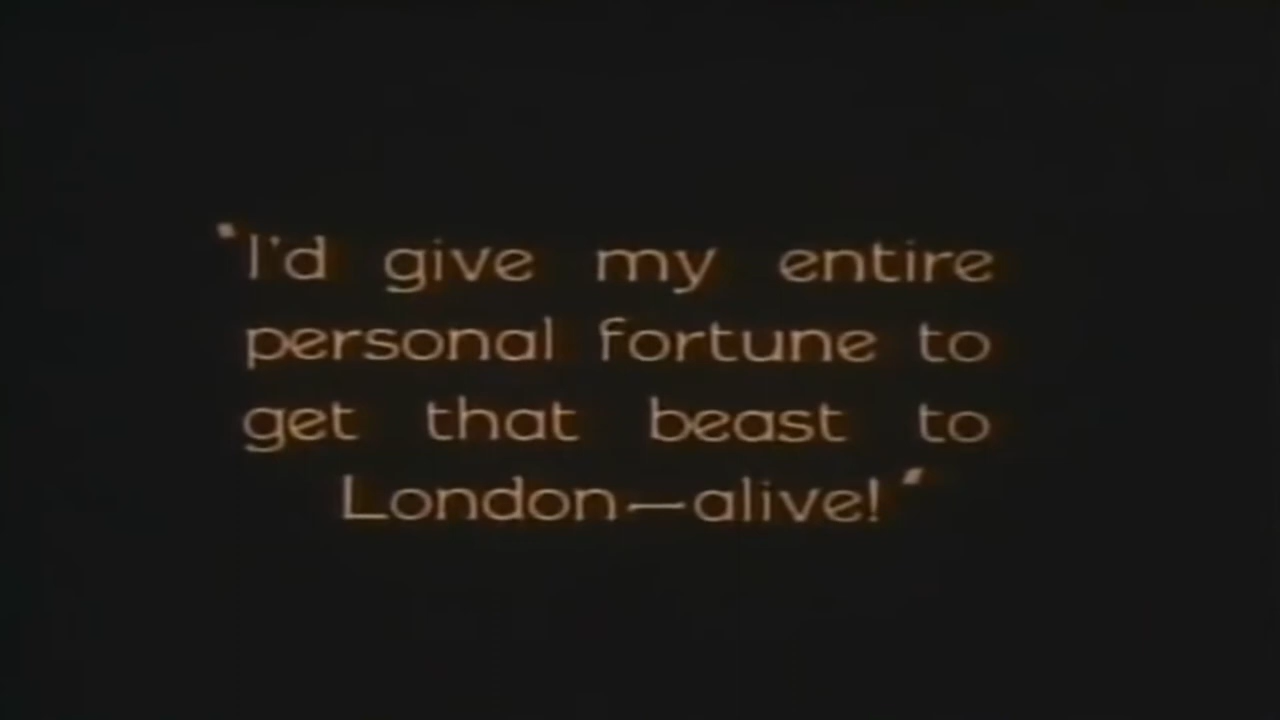 "I'd give my entire
personal fortune to
get that beast to
London—alive!"